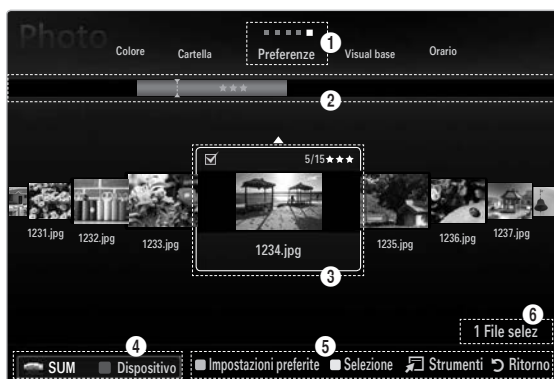 Photo
Colore Cartella Preferenze Visual base Orario
1
2
5/15★★★
1234.jpg
1231.jpg 1232.jpg 1233.jpg 1235.jpg 1236.jpg 1237.jpg
3
6
1 File selez
4 5
SUM Dispositivo Impostazioni preferite Selezione Strumenti Ritorno